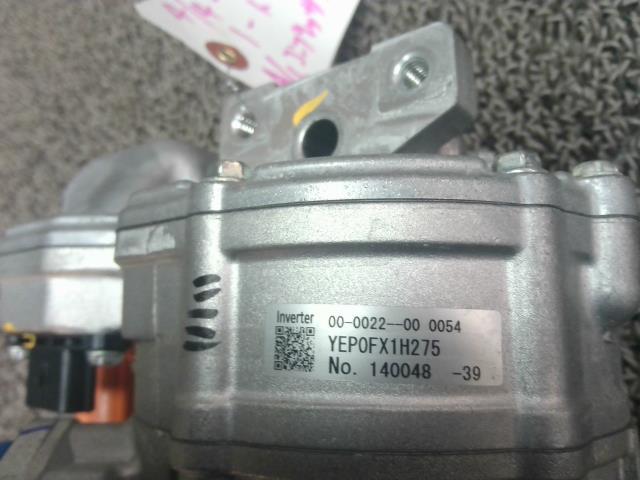 Inverter
00-0022--00 0054
YEP0FX1H275
No. 140048 -39